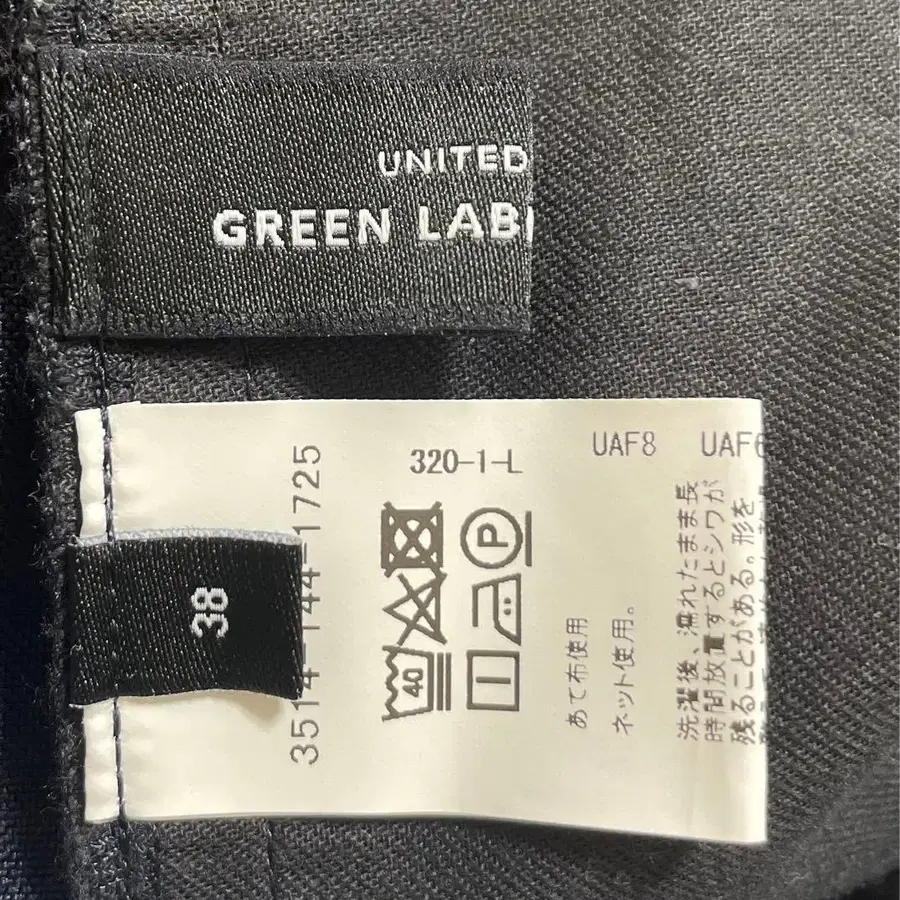 UNITED
GREEN LAB
38
3514-144-1725
320-1-L
UAF8 UAF6
P
40
あて布使用
ネット使用。
洗濯後、濡れたまま長
時間放置するとシワが
残ることがある。形を